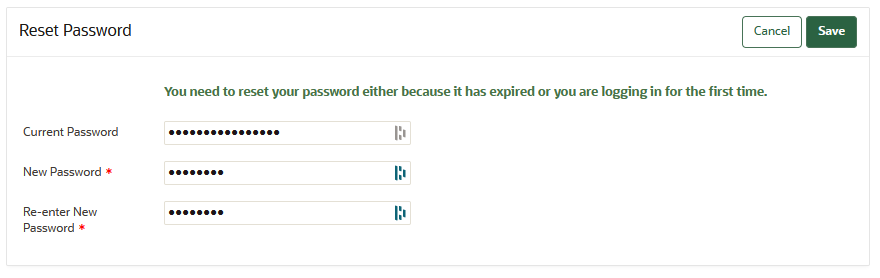 Reset Password
Cancel
Save
You need to reset your password either because it has expired or you are logging in for the first time.
Current Password
••••••••••••••••
New Password *
••••••••
Re-enter New
Password *
••••••••